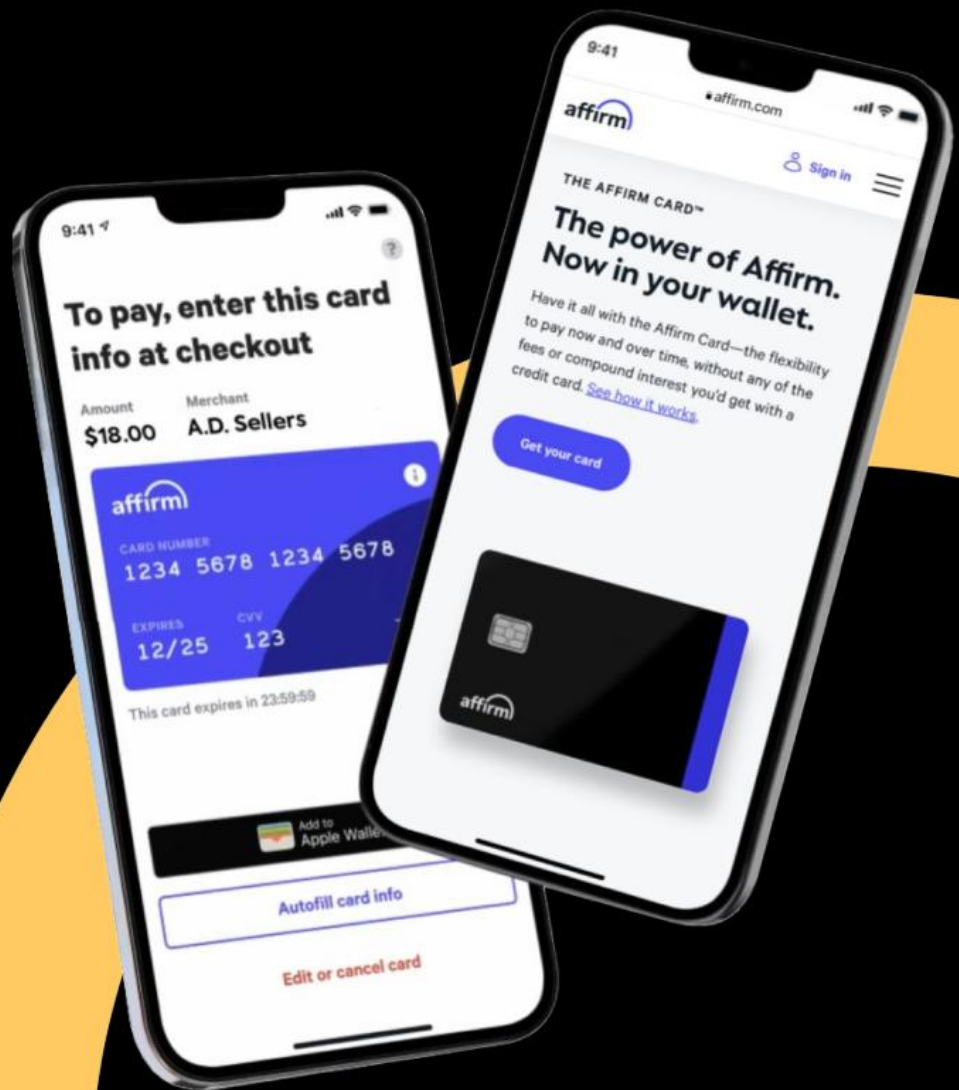 9:41
?
To pay, enter this card
info at checkout
Amount Merchant
$18.00 A.D. Sellers
affirm
CARD NUMBER
1234 5678 1234 5678
EXPIRES CVV
12/25 123
This card expires in 23:59:59
Add to
Apple Wallet
Autofill card info
Edit or cancel card
9:41
affirm.com
affirm
Sign in
THE AFFIRM CARD™
The power of Affirm.
Now in your wallet.
Have it all with the Affirm Card—the flexibility
to pay now and over time, without any of the
fees or compound interest you'd get with a
credit card. See how it works.
Get your card
affirm